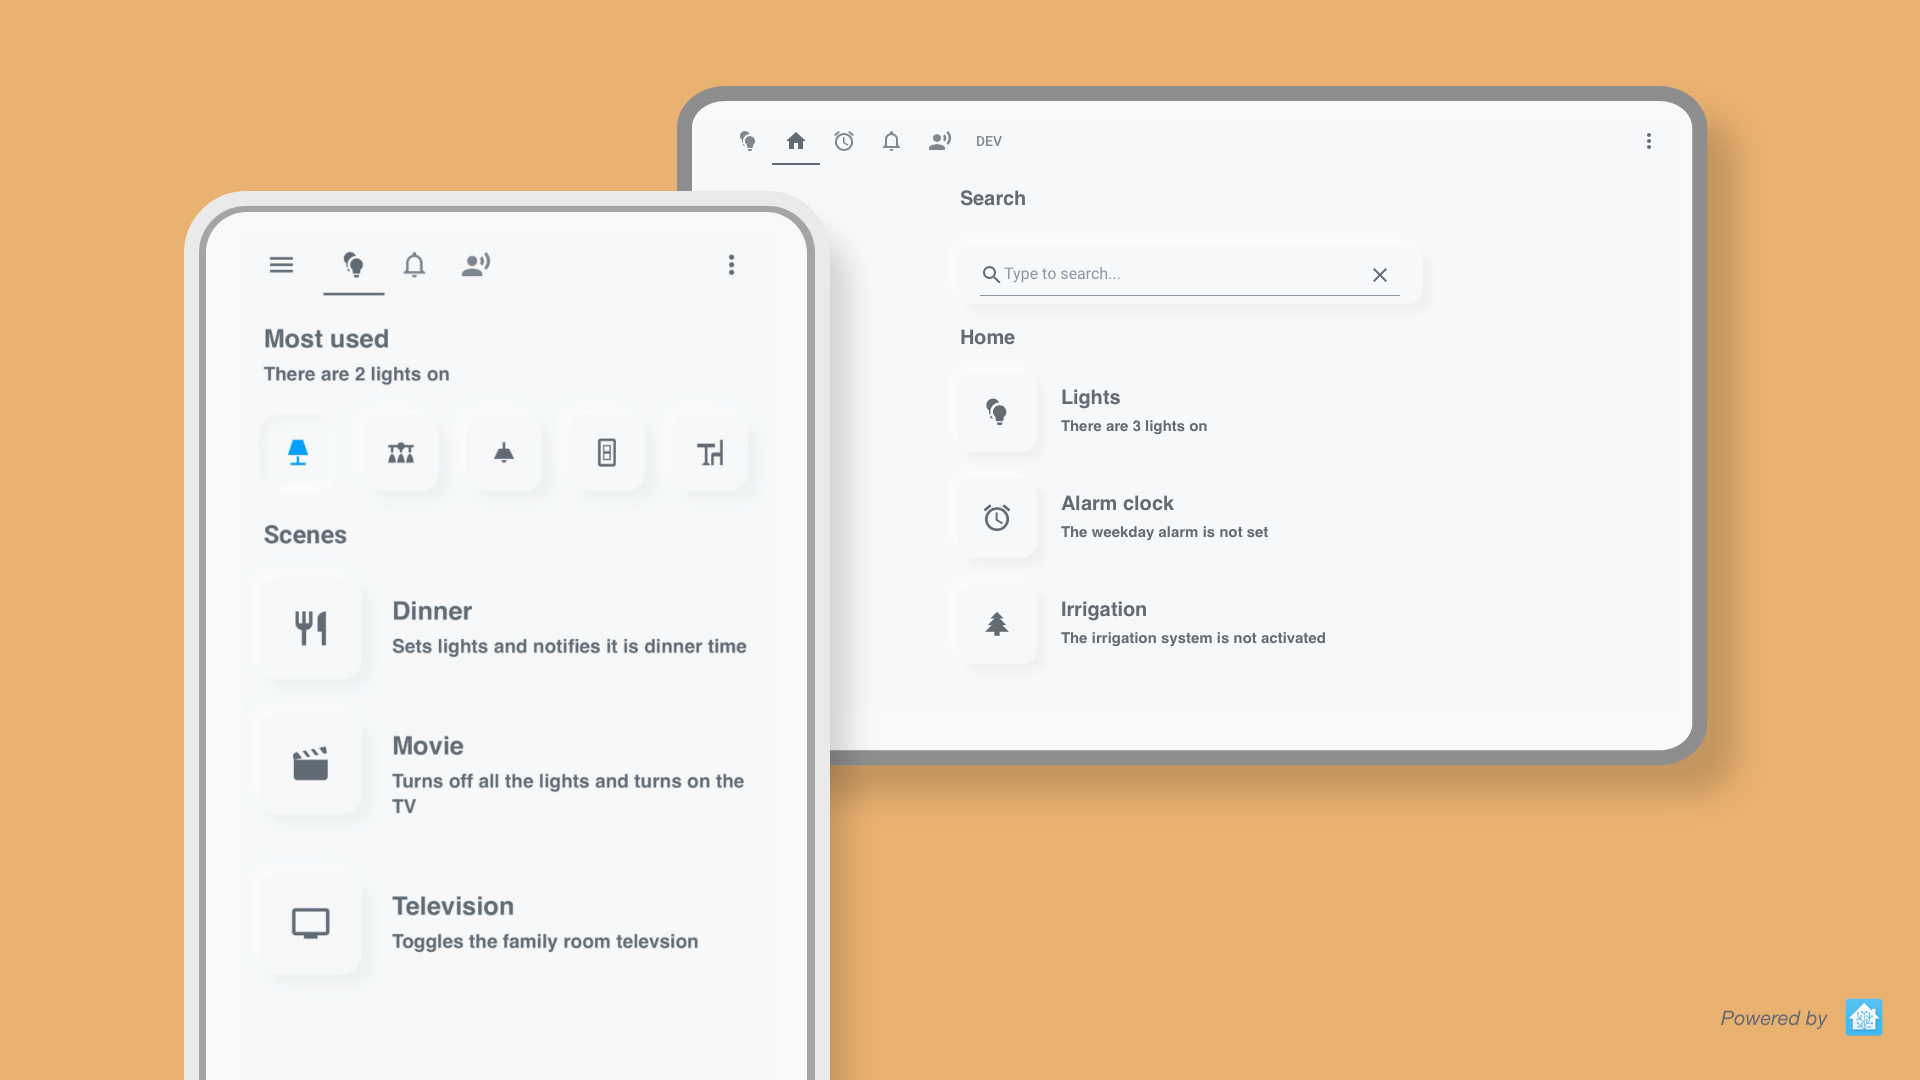 DEV
Search
Type to search...
Home
Lights
There are 3 lights on
Alarm clock
The weekday alarm is not set
Irrigation
The irrigation system is not activated
Most used
There are 2 lights on
Scenes
Dinner
Sets lights and notifies it is dinner time
Movie
Turns off all the lights and turns on the
TV
Television
Toggles the family room televsion
Powered by